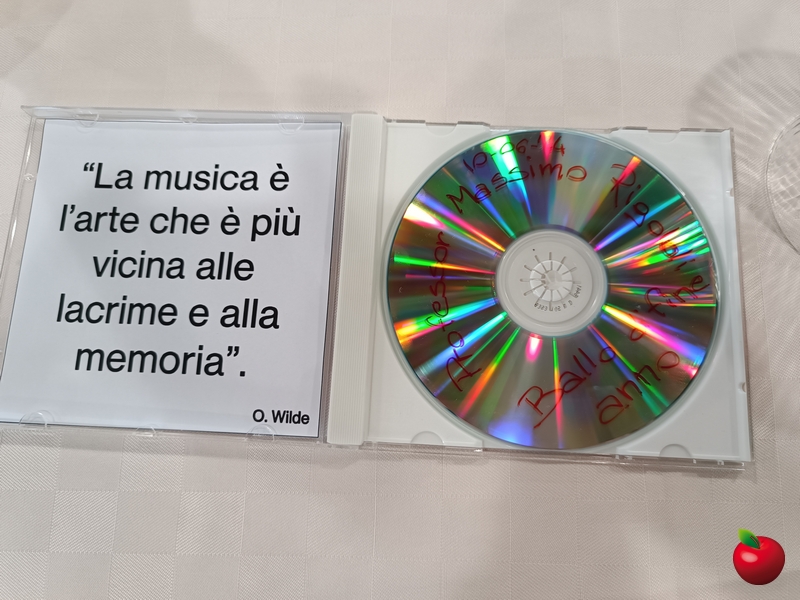 “La musica è
l’arte che è più
vicina alle
lacrime e alla
memoria”.
O. Wilde
10-06-14
Professor Massimo Rigobli
Ballo di fine
anno